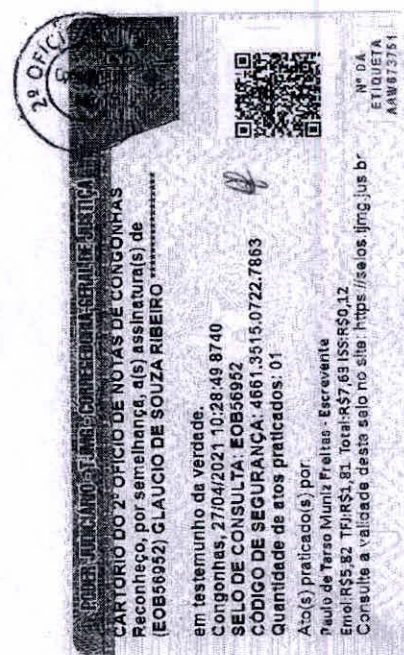 2º OFÍCI
PODER JUDICIÁRIO - TJMG - CORREGEDORIA-GERAL DE JUSTIÇA
CARTÓRIO DO 2º OFÍCIO DE NOTAS DE CONGONHAS
Reconheço, por semelhança, a(s) assinatura(s) de
(EOB56952) GLAUCIO DE SOUZA RIBEIRO
em testemunho da verdade.
Congonhas, 27/04/2021 10:28:49 8740
SELO DE CONSULTA: EOB56952
CÓDIGO DE SEGURANÇA: 4661.3515.0722.7863
Quantidade de atos praticados: 01
Ato(s) praticado(s) por:
Paulo de Tarso Muniz Freitas - Escrevente
Emol:R$5,82 TFJ:R$1,81 Total:R$7,63 ISS:R$0,12
Consulte a validade deste selo no site: https://selos.tjmg.jus.br
Nº DA
ETIQUETA
AAW673751